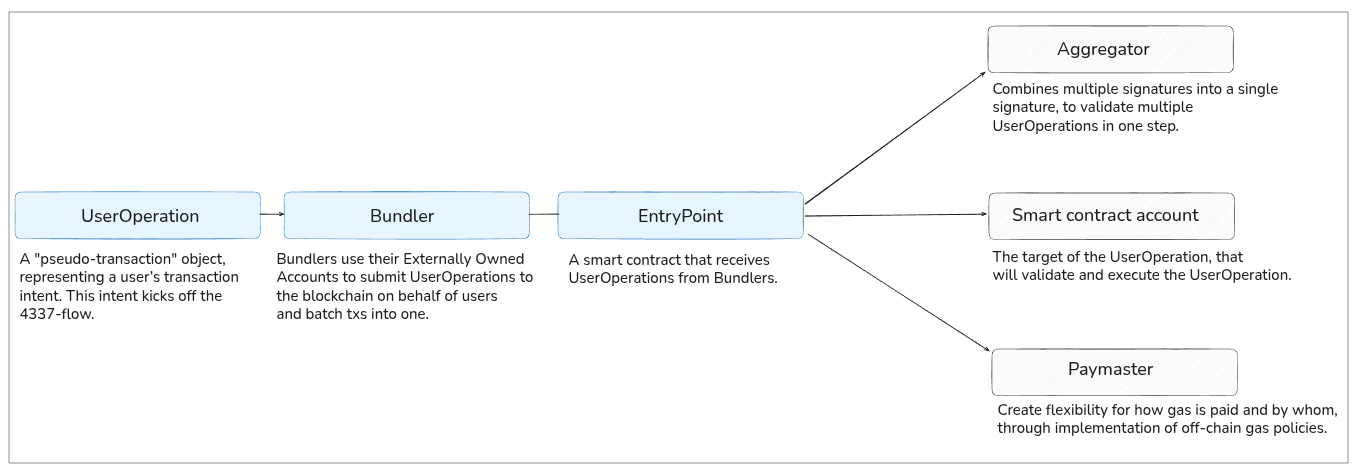 Aggregator
Combines multiple signatures into a single
signature, to validate multiple
UserOperations in one step.
UserOperation
A "pseudo-transaction" object,
representing a user’s transaction
intent. This intent kicks off the
4337-flow.
Bundler
Bundlers use their Externally Owned
Accounts to submit UserOperations to
the blockchain on behalf of users
and batch txs into one.
EntryPoint
A smart contract that receives
UserOperations from Bundlers.
Smart contract account
The target of the UserOperation, that
will validate and execute the UserOperation.
Paymaster
Create flexibility for how gas is paid and by whom,
through implementation of off-chain gas policies.